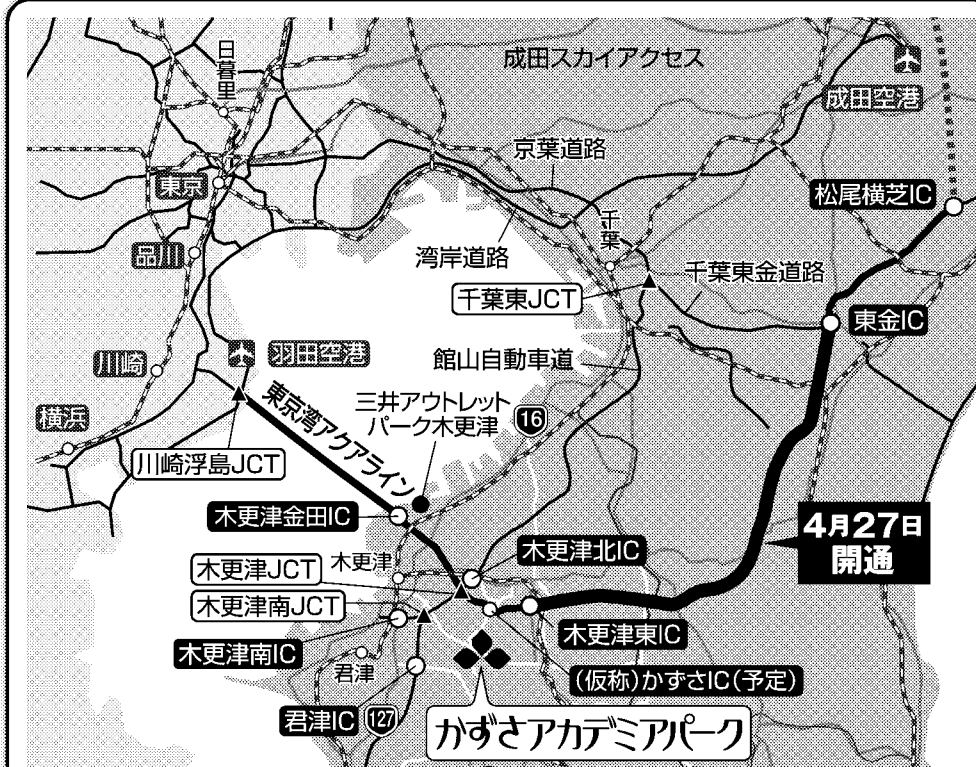 日暮里
成田スカイアクセス
成田空港
京葉道路
東京
松尾横芝IC
千葉
品川
湾岸道路
千葉東金道路
千葉東JCT
東金IC
羽田空港
館山自動車道
川崎
三井アウトレット
パーク木更津
16
横浜
東京湾アクアライン
川崎浮島JCT
木更津金田IC
4月27日
開通
木更津北IC
木更津
木更津JCT
木更津南JCT
木更津東IC
木更津南IC
君津
(仮称)かずさIC(予定)
君津IC
127
かずさアカデミアパーク